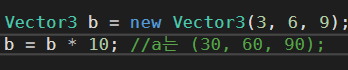 Vector3 b = new Vector3(3, 6, 9);
b = b * 10; //a는 (30, 60, 90);